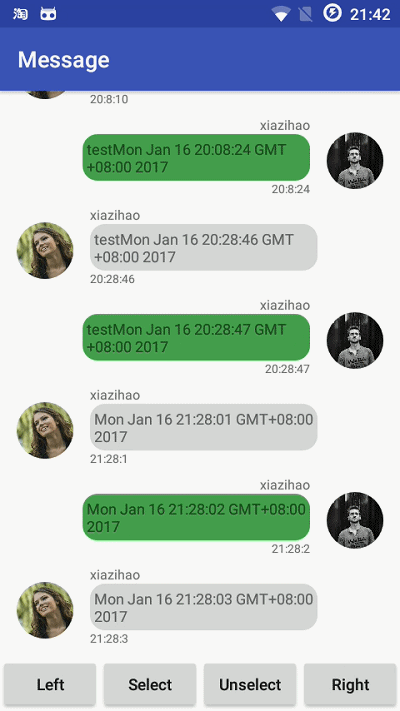 淘
21:42
Message
20:8:10
xiazihao
testMon Jan 16 20:08:24 GMT
+08:00 2017
20:8:24
xiazihao
testMon Jan 16 20:28:46 GMT
+08:00 2017
20:28:46
xiazihao
testMon Jan 16 20:28:47 GMT
+08:00 2017
20:28:47
xiazihao
Mon Jan 16 21:28:01 GMT+08:00
2017
21:28:1
xiazihao
Mon Jan 16 21:28:02 GMT+08:00
2017
21:28:2
xiazihao
Mon Jan 16 21:28:03 GMT+08:00
2017
21:28:3
Left
Select
Unselect
Right